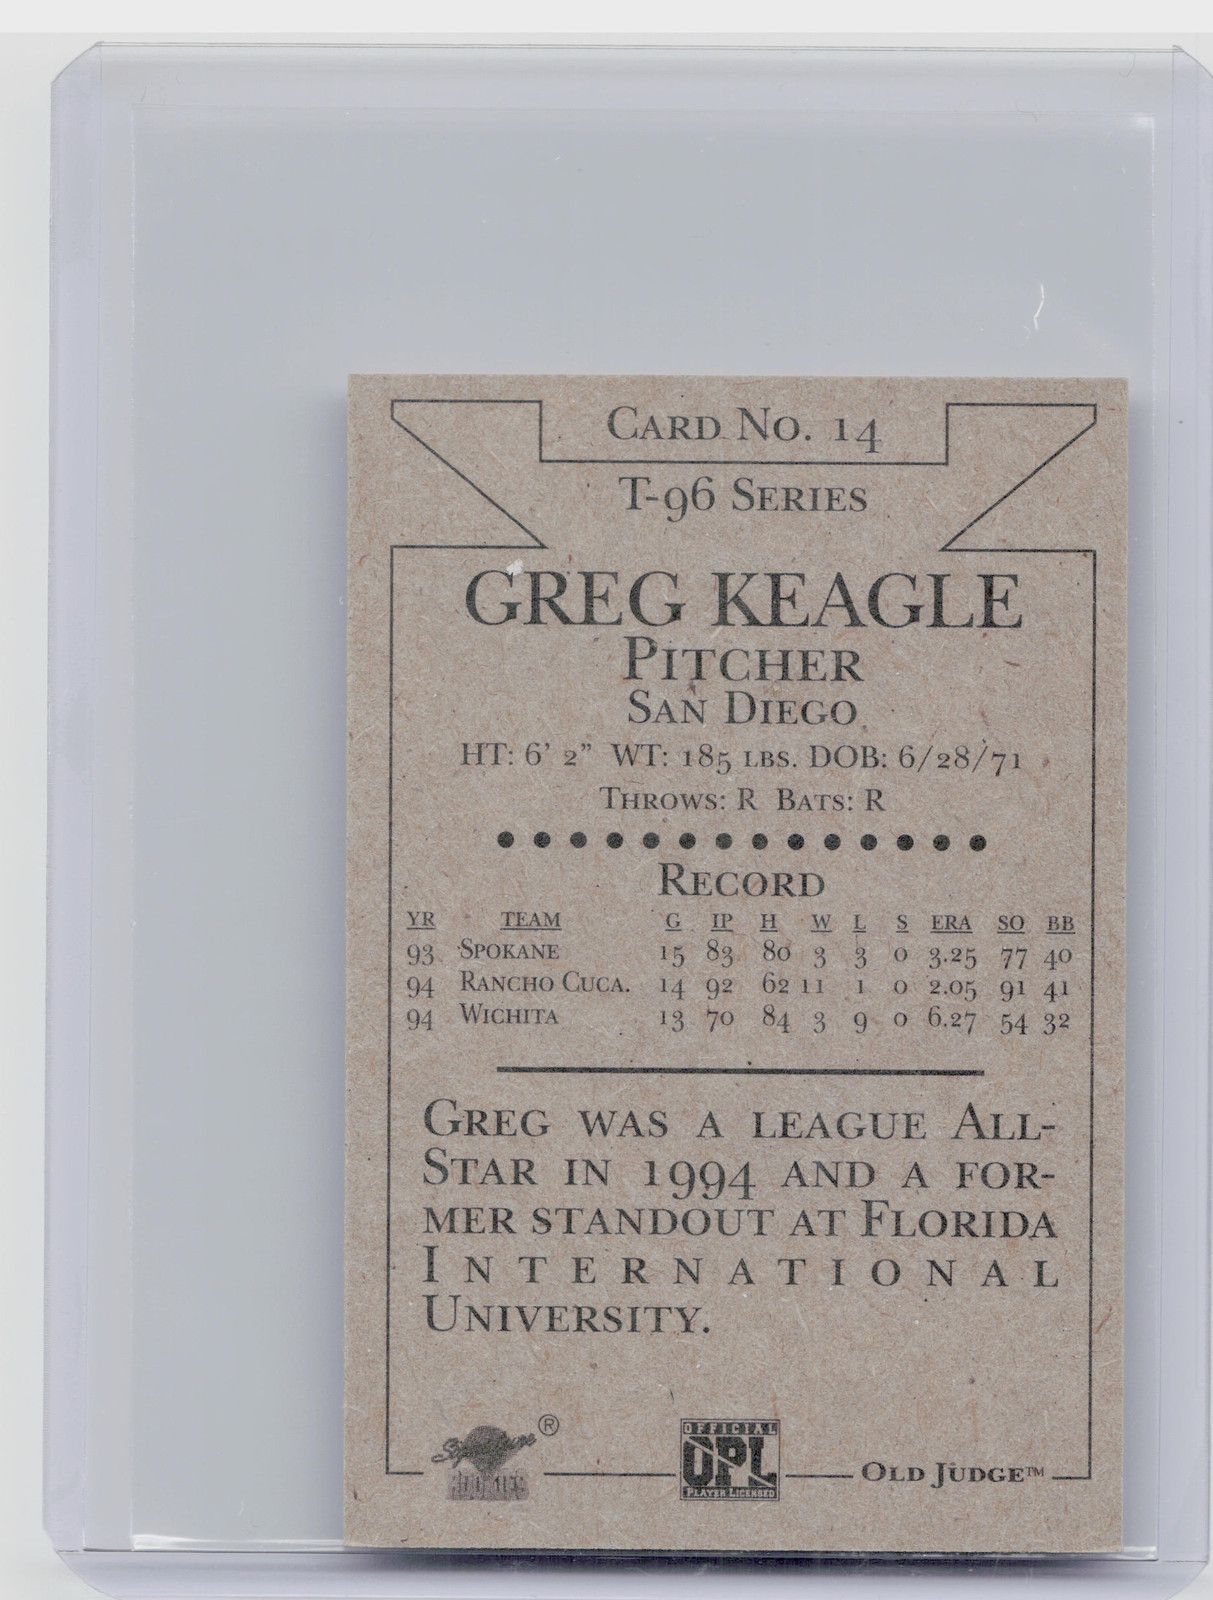 CARD NO. 14
T-96 SERIES
GREG KEAGLE
PITCHER
SAN DIEGO
HT: 6' 2" WT: 185 LBS. DOB: 6/28/71
THROWS: R BATS: R
RECORD
YR TEAM G IP H W L S ERA SO BB
93 SPOKANE 15 83 80 3 3 0 3.25 77 40
94 RANCHO CUCA. 14 92 62 11 1 0 2.05 91 41
94 WICHITA 13 70 84 3 9 0 6.27 54 32
GREG WAS A LEAGUE ALL-
STAR IN 1994 AND A FOR-
MER STANDOUT AT FLORIDA
INTERNATIONAL
UNIVERSITY.
Signature ®
OFFICIAL
OPL
PLAYER LICENSED
OLD JUDGE™